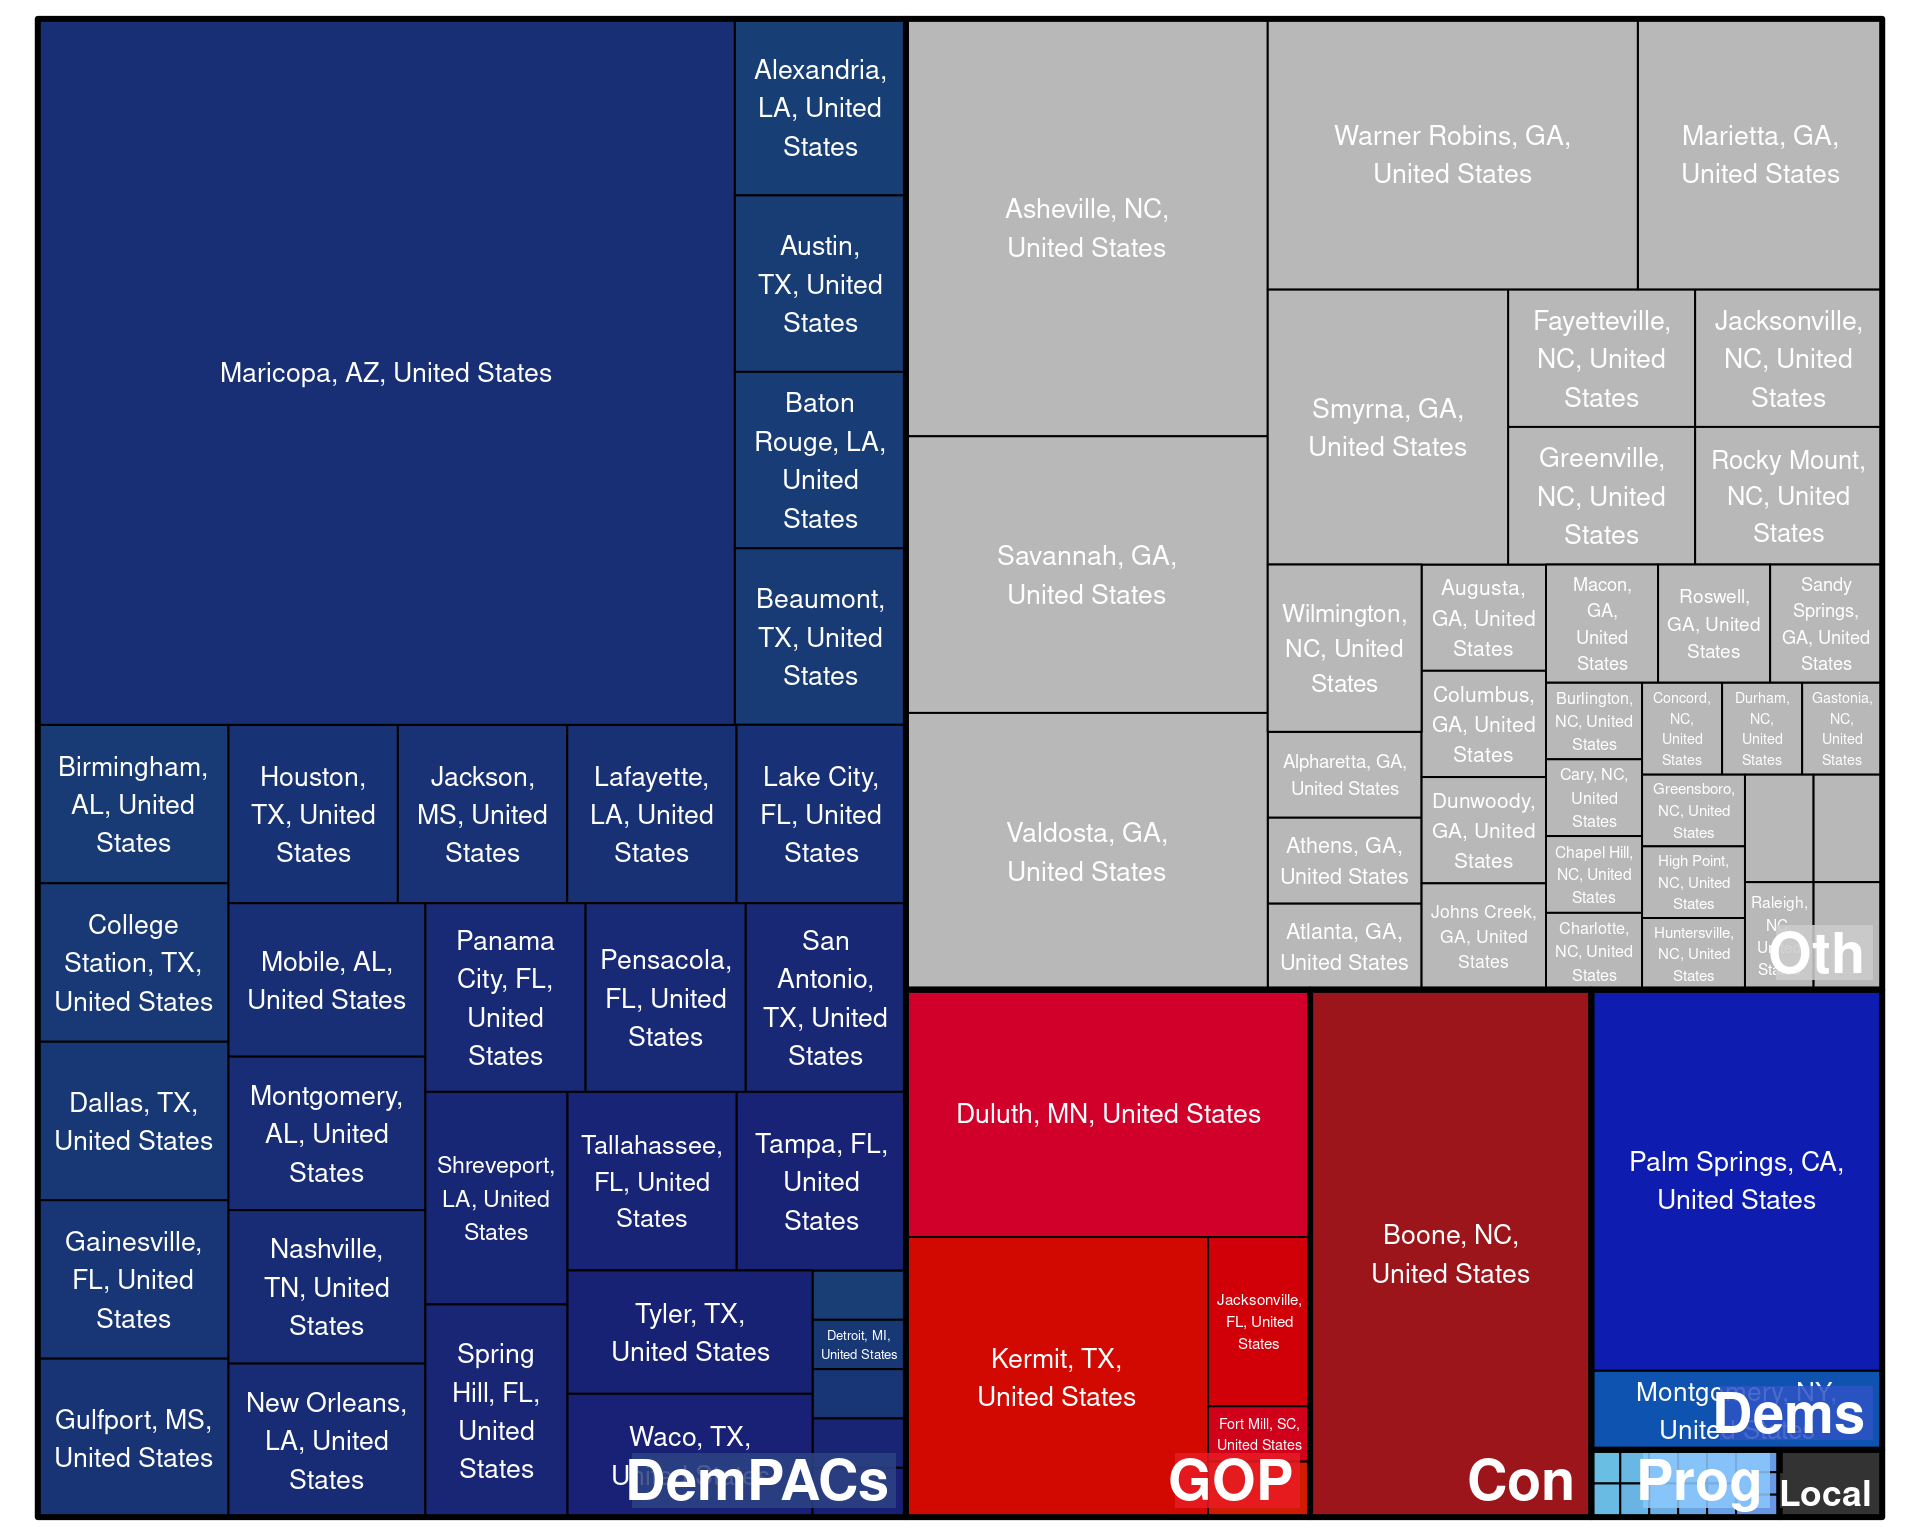 Maricopa, AZ, United States
Alexandria,
LA, United
States
Austin,
TX, United
States
Baton
Rouge, LA,
United
States
Beaumont,
TX, United
States
Birmingham,
AL, United
States
College
Station, TX,
United States
Dallas, TX,
United States
Gainesville,
FL, United
States
Gulfport, MS,
United States
Houston,
TX, United
States
Jackson,
MS, United
States
Lafayette,
LA, United
States
Lake City,
FL, United
States
Mobile, AL,
United States
Montgomery,
AL, United
States
Nashville,
TN, United
States
New Orleans,
LA, United
States
Panama
City, FL,
United
States
Pensacola,
FL, United
States
San
Antonio,
TX, United
States
Shreveport,
LA, United
States
Spring
Hill, FL,
United
States
Tallahassee,
FL, United
States
Tampa, FL,
United
States
Tyler, TX,
United States
Waco, TX,
United States
Detroit, MI,
United States
DemPACs
Asheville, NC,
United States
Savannah, GA,
United States
Valdosta, GA,
United States
Warner Robins, GA,
United States
Marietta, GA,
United States
Smyrna, GA,
United States
Fayetteville,
NC, United
States
Jacksonville,
NC, United
States
Greenville,
NC, United
States
Rocky Mount,
NC, United
States
Wilmington,
NC, United
States
Alpharetta, GA,
United States
Athens, GA,
United States
Atlanta, GA,
United States
Augusta,
GA, United
States
Columbus,
GA, United
States
Dunwoody,
GA, United
States
Johns Creek,
GA, United
States
Macon,
GA,
United
States
Roswell,
GA, United
States
Sandy
Springs,
GA, United
States
Burlington,
NC, United
States
Cary, NC,
United
States
Chapel Hill,
NC, United
States
Charlotte,
NC, United
States
Concord,
NC,
United
States
Durham,
NC,
United
States
Gastonia,
NC,
United
States
Greensboro,
NC, United
States
High Point,
NC, United
States
Huntersville,
NC, United
States
Raleigh,
NC,
United
States
Oth
Duluth, MN, United States
Kermit, TX,
United States
Jacksonville,
FL, United
States
Fort Mill, SC,
United States
GOP
Boone, NC,
United States
Con
Palm Springs, CA,
United States
Montgomery, NY,
United States
Dems
Prog
Local